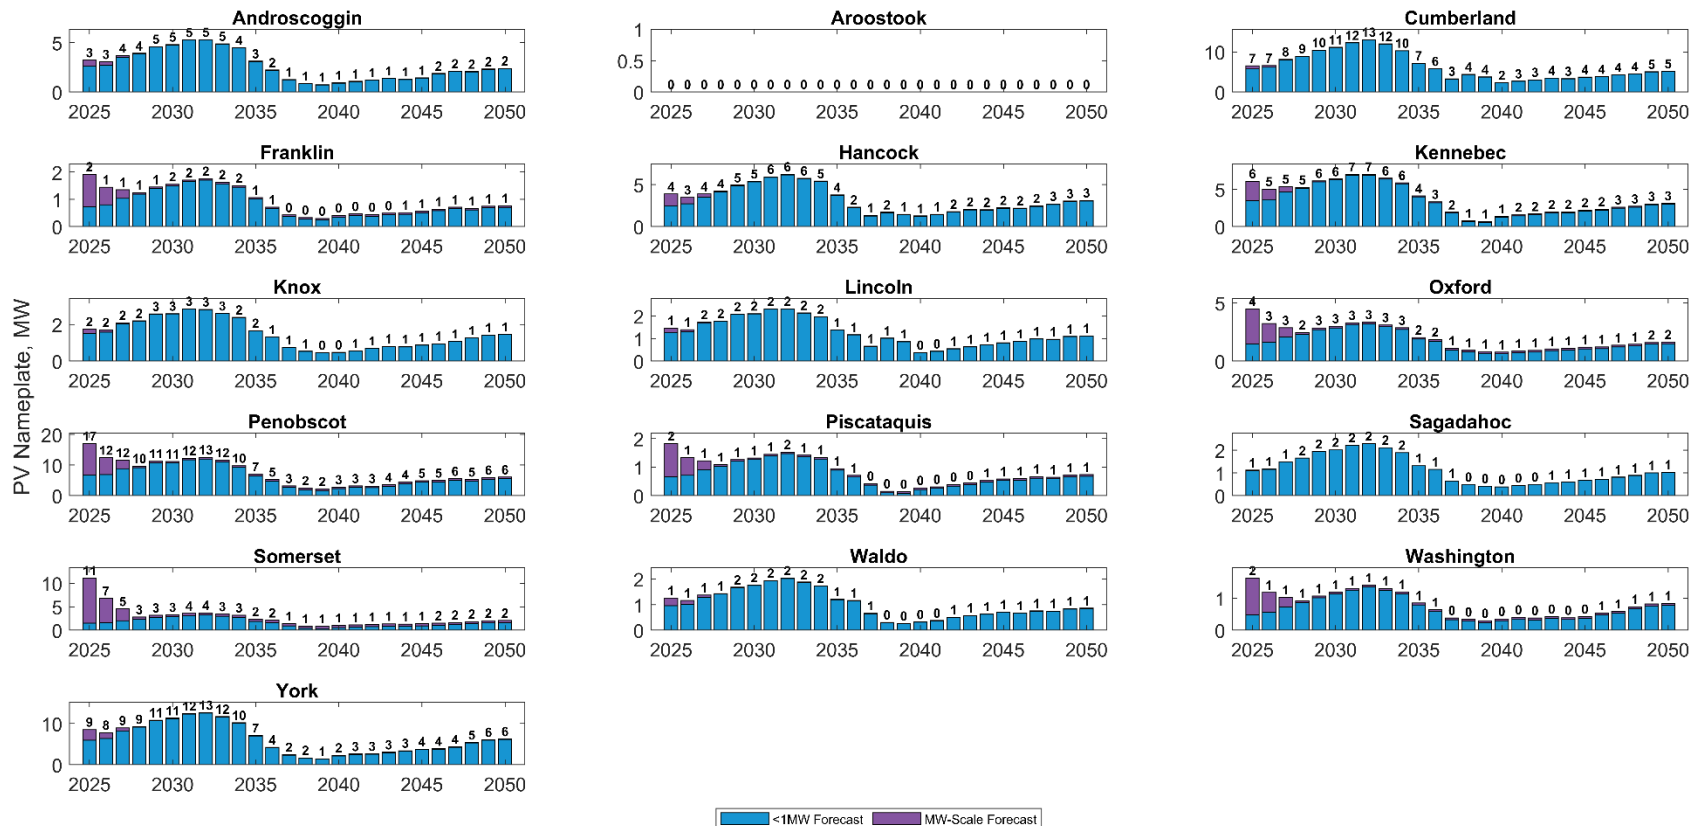 PV Nameplate, MW
Androscoggin
5
0
3 3 4 4 5 5 5 5 5 4 3 2 1 1 1 1 1 1 1 1 1 2 2 2 2 2
2025 2030 2035 2040 2045 2050
Aroostook
1
0.5
0
0 0 0 0 0 0 0 0 0 0 0 0 0 0 0 0 0 0 0 0 0 0 0 0 0 0
2025 2030 2035 2040 2045 2050
Cumberland
10
0
7 7 8 9 10 11 12 13 12 10 7 6 3 4 4 2 3 3 4 3 4 4 4 4 5 5
2025 2030 2035 2040 2045 2050
Franklin
2
1
0
2 1 1 1 1 2 2 2 2 1 1 1 0 0 0 0 0 0 0 0 1 1 1 1 1 1
2025 2030 2035 2040 2045 2050
Hancock
5
0
4 3 4 4 5 5 6 6 6 5 4 2 1 2 1 1 1 2 2 2 2 2 2 3 3 3
2025 2030 2035 2040 2045 2050
Kennebec
5
0
6 5 5 5 6 6 7 7 6 6 4 3 2 1 1 1 2 2 2 2 2 2 3 3 3 3
2025 2030 2035 2040 2045 2050
Knox
2
0
2 2 2 2 3 3 3 3 3 2 2 1 1 1 0 0 1 1 1 1 1 1 1 1 1 1
2025 2030 2035 2040 2045 2050
Lincoln
2
1
0
1 1 2 2 2 2 2 2 2 2 1 1 1 1 1 0 0 1 1 1 1 1 1 1 1 1
2025 2030 2035 2040 2045 2050
Oxford
5
0
4 3 3 2 3 3 3 3 3 3 2 2 1 1 1 1 1 1 1 1 1 1 1 1 2 2
2025 2030 2035 2040 2045 2050
Penobscot
20
10
0
17 12 12 10 11 11 12 13 12 10 7 5 3 2 2 3 3 3 4 4 5 5 6 5 6 6
2025 2030 2035 2040 2045 2050
Piscataquis
2
1
0
2 1 1 1 1 1 1 2 1 1 1 1 0 0 0 0 0 0 0 1 1 1 1 1 1 1
2025 2030 2035 2040 2045 2050
Sagadahoc
2
1
0
1 1 1 2 2 2 2 2 2 2 1 1 1 0 0 0 0 0 1 1 1 1 1 1 1 1
2025 2030 2035 2040 2045 2050
Somerset
10
5
0
11 7 5 3 3 3 4 4 3 3 2 2 1 1 1 1 1 1 1 1 1 2 2 2 2 2
2025 2030 2035 2040 2045 2050
Waldo
2
1
0
1 1 1 1 2 2 2 2 2 2 1 1 1 0 0 0 0 1 1 1 1 1 1 1 1 1
2025 2030 2035 2040 2045 2050
Washington
1
0
2 1 1 1 1 1 1 1 1 1 1 1 0 0 0 0 0 0 0 0 0 1 1 1 1 1
2025 2030 2035 2040 2045 2050
York
10
0
9 8 9 9 11 11 12 13 12 10 7 4 2 2 1 2 3 3 3 3 4 4 4 5 6 6
2025 2030 2035 2040 2045 2050
<1MW Forecast MW-Scale Forecast